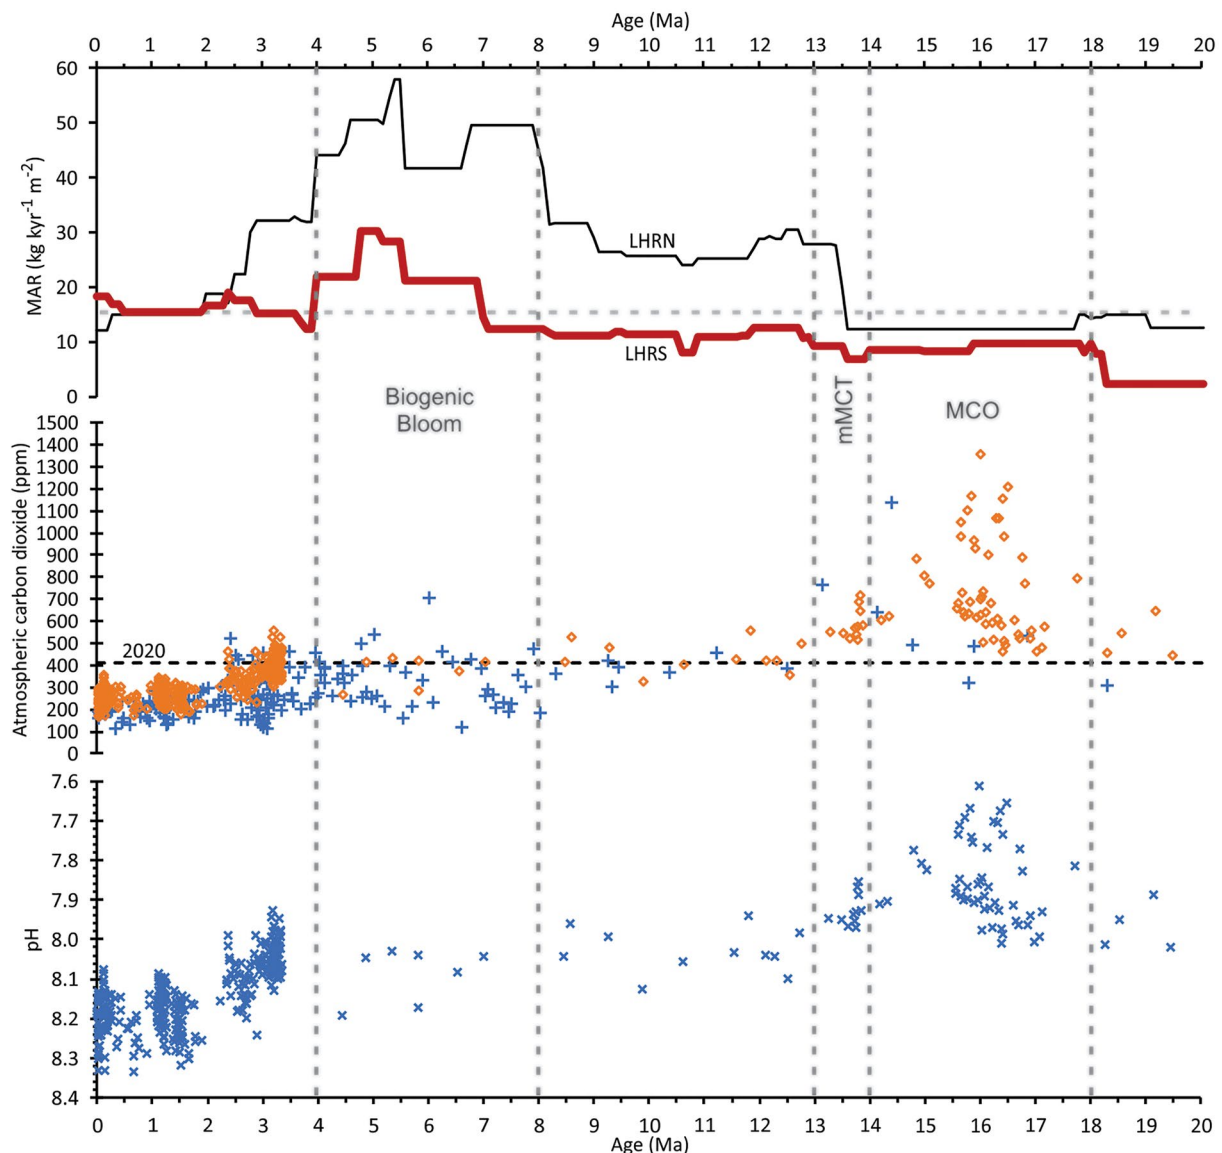 Age (Ma)
0 1 2 3 4 5 6 7 8 9 10 11 12 13 14 15 16 17 18 19 20
60
50
40
30
20
10
0
MAR (kg kyr-1 m-2)
LHRN
LHRS
Biogenic
Bloom
mMCT
MCO
1500
1400
1300
1200
1100
1000
900
800
700
600
500
400
300
200
100
0
Atmospheric carbon dioxide (ppm)
2020
7.6
7.7
7.8
7.9
8.0
8.1
8.2
8.3
8.4
pH
0 1 2 3 4 5 6 7 8 9 10 11 12 13 14 15 16 17 18 19 20
Age (Ma)